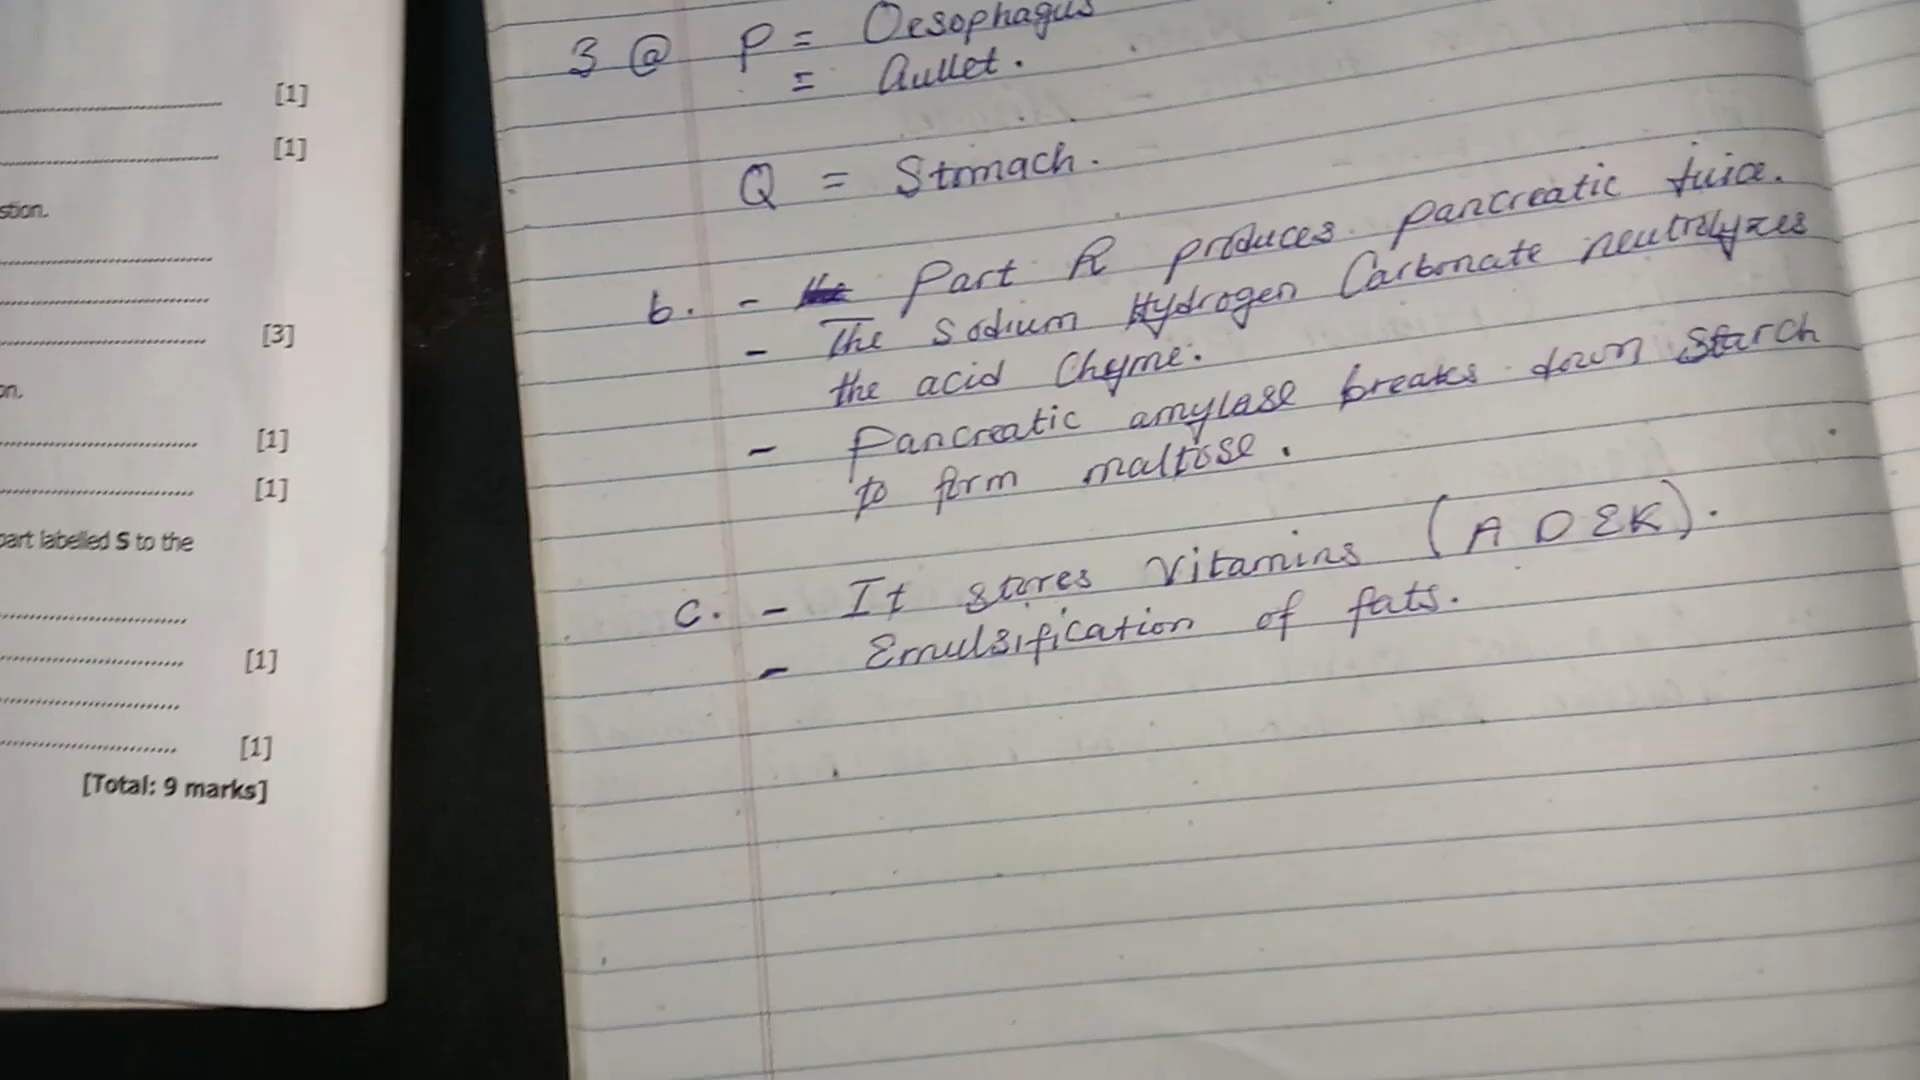 [1]
[1]
stion.
[3]
on.
[1]
[1]
part labelled S to the
[1]
[1]
[Total: 9 marks]
3 @ P = Oesophagus
= Gullet.
Q = Stomach.
b. - Part R produces pancreatic juice.
- The Sodium Hydrogen Carbonate neutralyzes
the acid Chyme.
- Pancreatic amylase breaks down Starch
to form maltose.
c. - It stores vitamins (A D E K).
- Emulsification of fats.